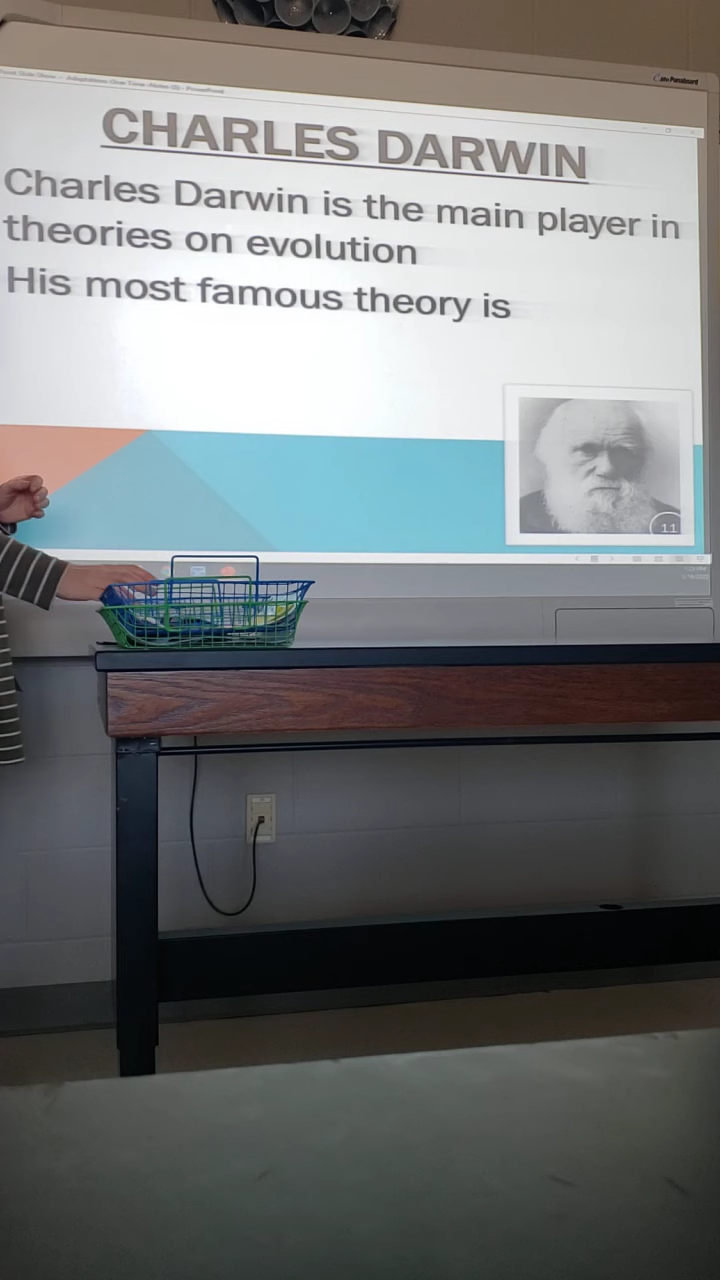 CHARLES DARWIN
Charles Darwin is the main player in
theories on evolution
His most famous theory is
11